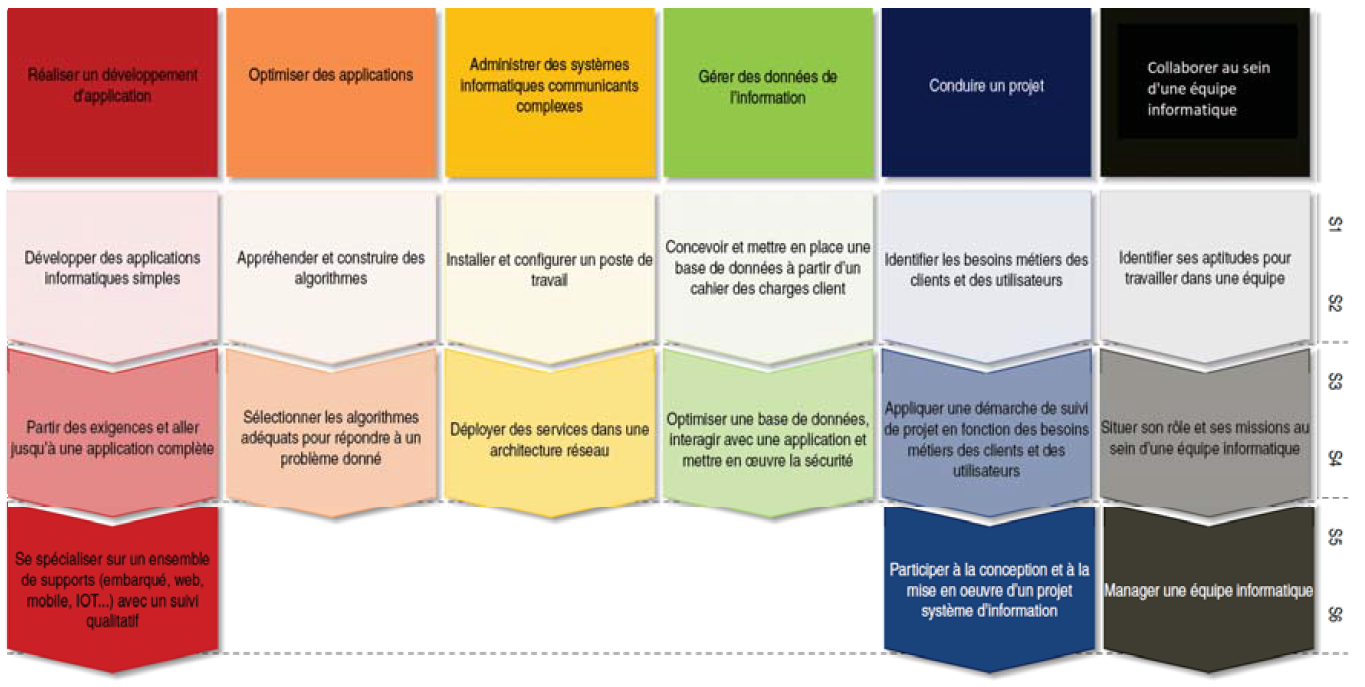 Réaliser un développement
d'application
Optimiser des applications
Administrer des systèmes
informatiques communicants
complexes
Gérer des données de
l'information
Conduire un projet
Collaborer au sein
d'une équipe
informatique
Développer des applications
informatiques simples
Appréhender et construire des
algorithmes
Installer et configurer un poste de
travail
Concevoir et mettre en place une
base de données à partir d'un
cahier des charges client
Identifier les besoins métiers des
clients et des utilisateurs
Identifier ses aptitudes pour
travailler dans une équipe
S1
S2
Partir des exigences et aller
jusqu'à une application complète
Sélectionner les algorithmes
adéquats pour répondre à un
problème donné
Déployer des services dans une
architecture réseau
Optimiser une base de données,
interagir avec une application et
mettre en œuvre la sécurité
Appliquer une démarche de suivi
de projet en fonction des besoins
métiers des clients et des
utilisateurs
Situer son rôle et ses missions au
sein d'une équipe informatique
S3
S4
Se spécialiser sur un ensemble
de supports (embarqué, web,
mobile, IOT...) avec un suivi
qualitatif
Participer à la conception et à la
mise en oeuvre d'un projet
système d'information
Manager une équipe informatique
S5
S6